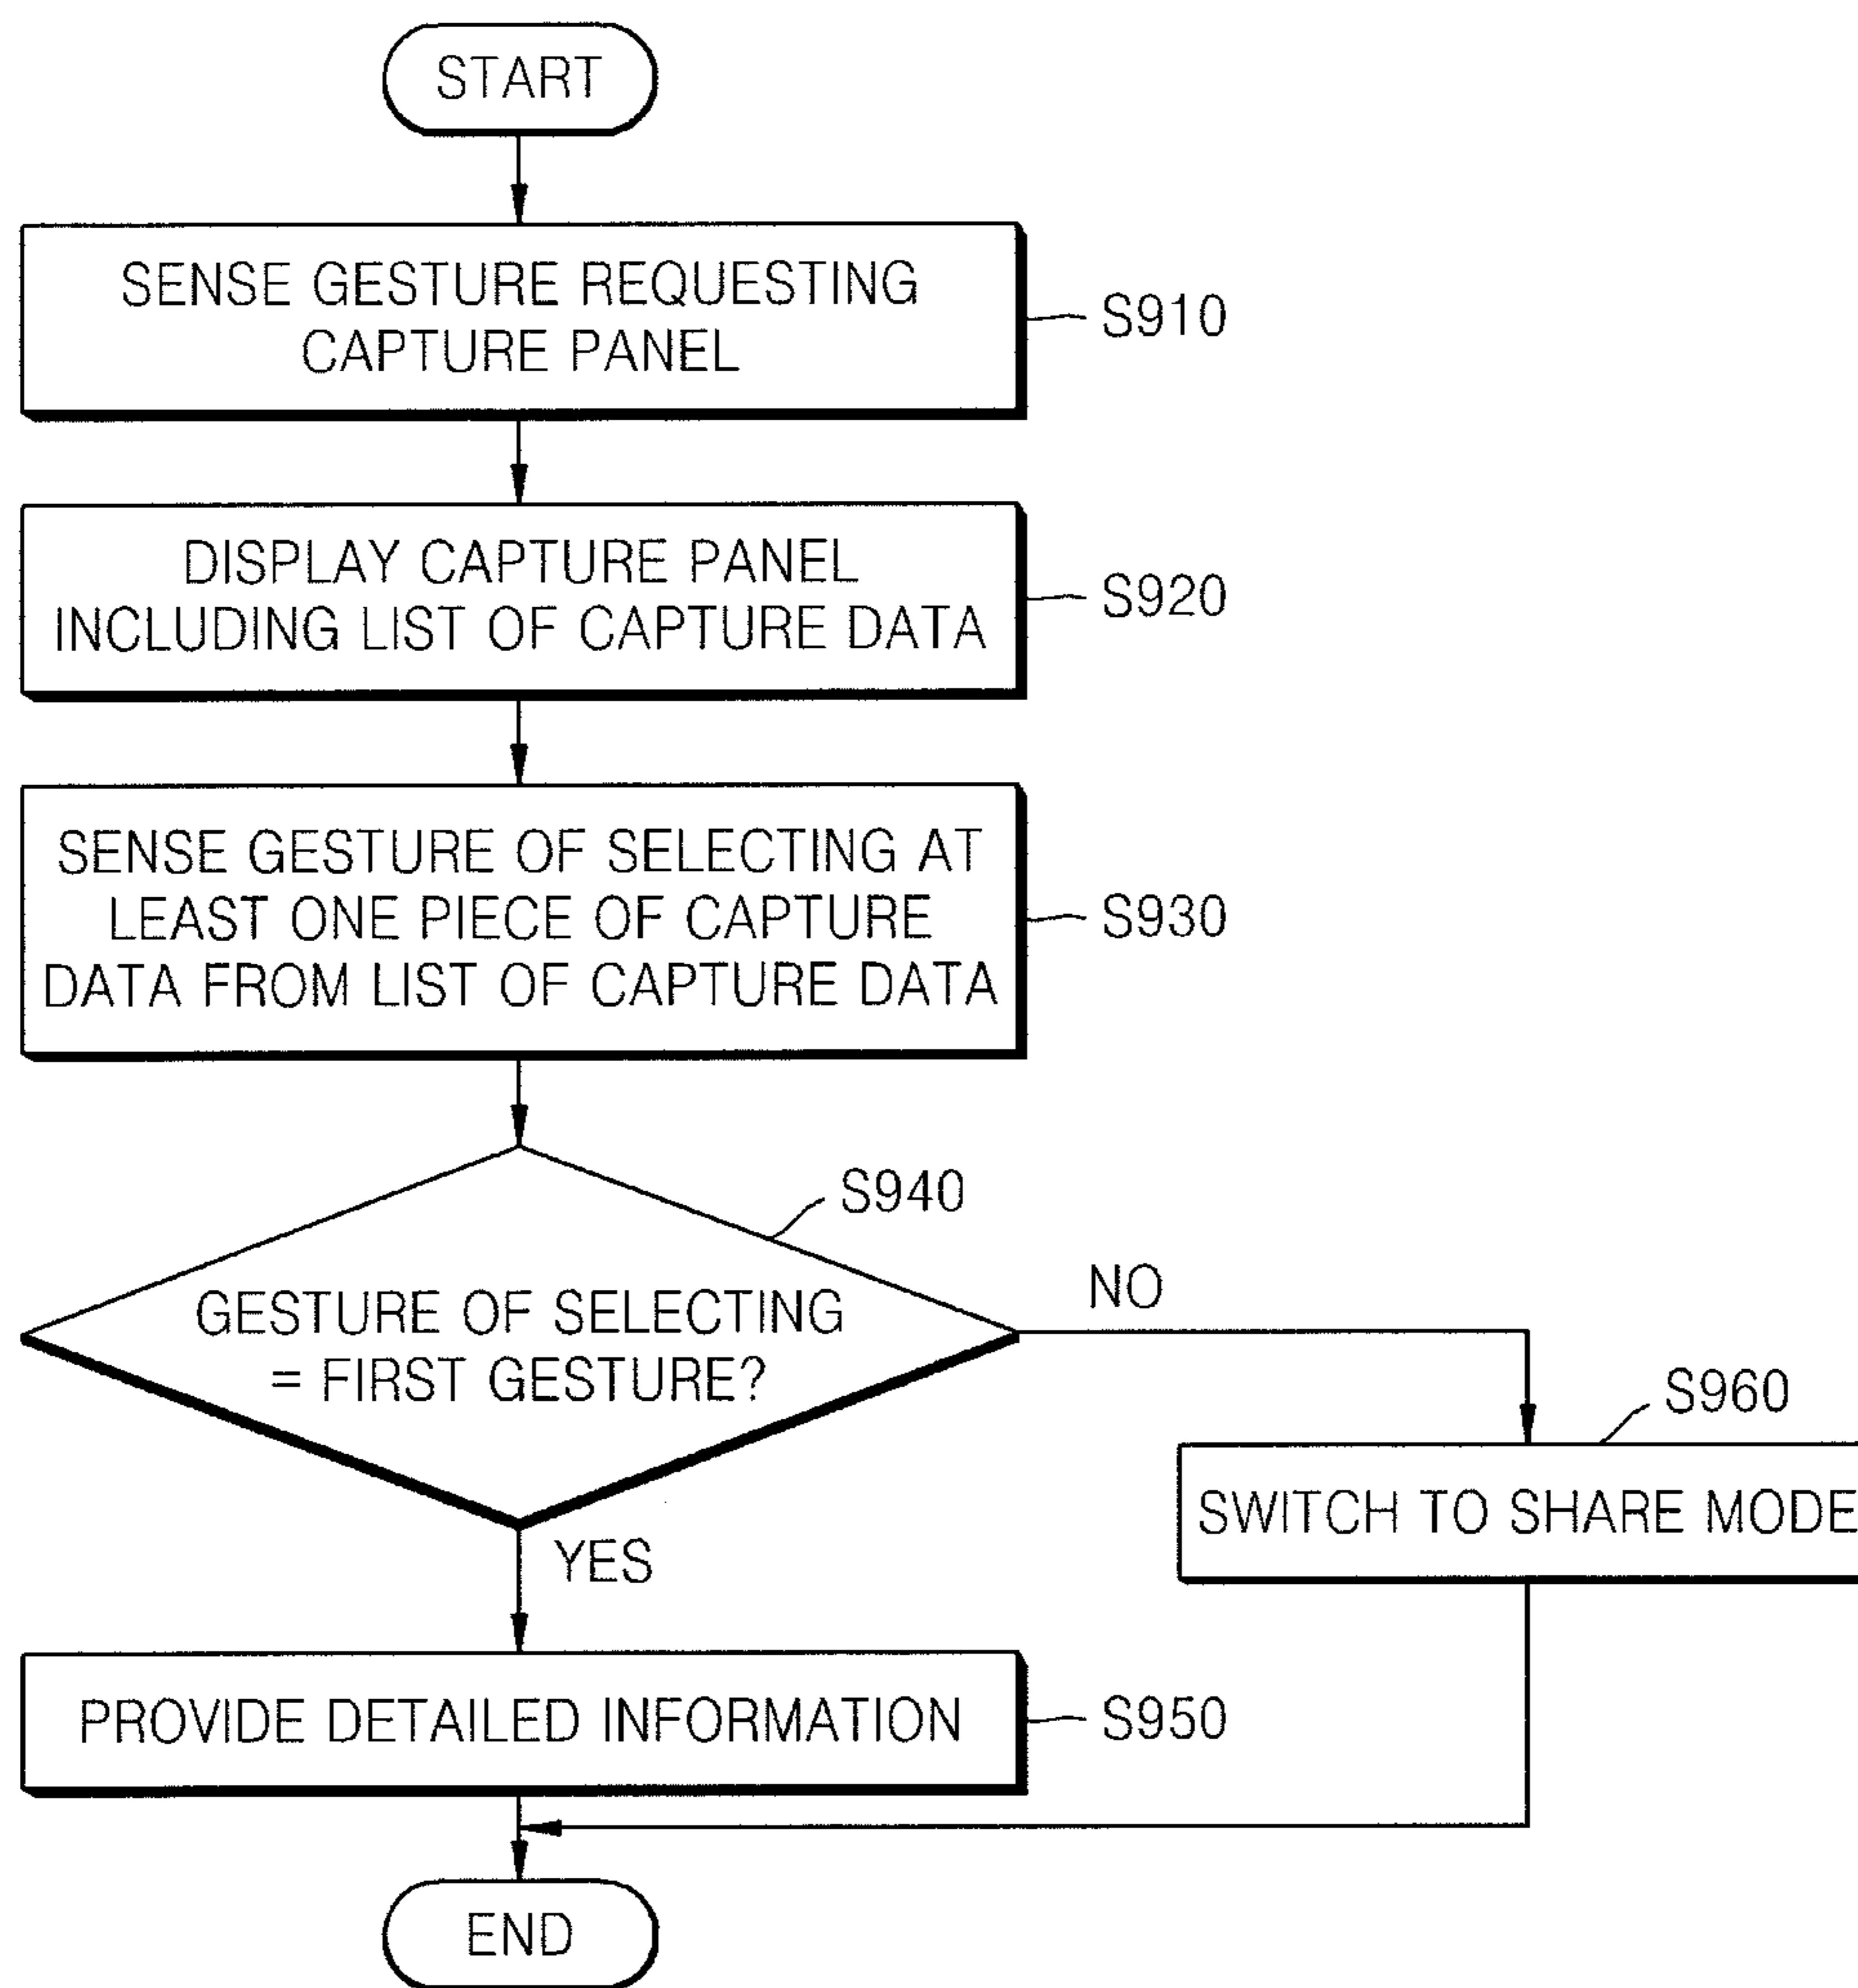 START
SENSE GESTURE REQUESTING
CAPTURE PANEL
S910
DISPLAY CAPTURE PANEL
INCLUDING LIST OF CAPTURE DATA
S920
SENSE GESTURE OF SELECTING AT
LEAST ONE PIECE OF CAPTURE
DATA FROM LIST OF CAPTURE DATA
S930
S940
GESTURE OF SELECTING
= FIRST GESTURE?
NO
S960
SWITCH TO SHARE MODE
YES
PROVIDE DETAILED INFORMATION
S950
END